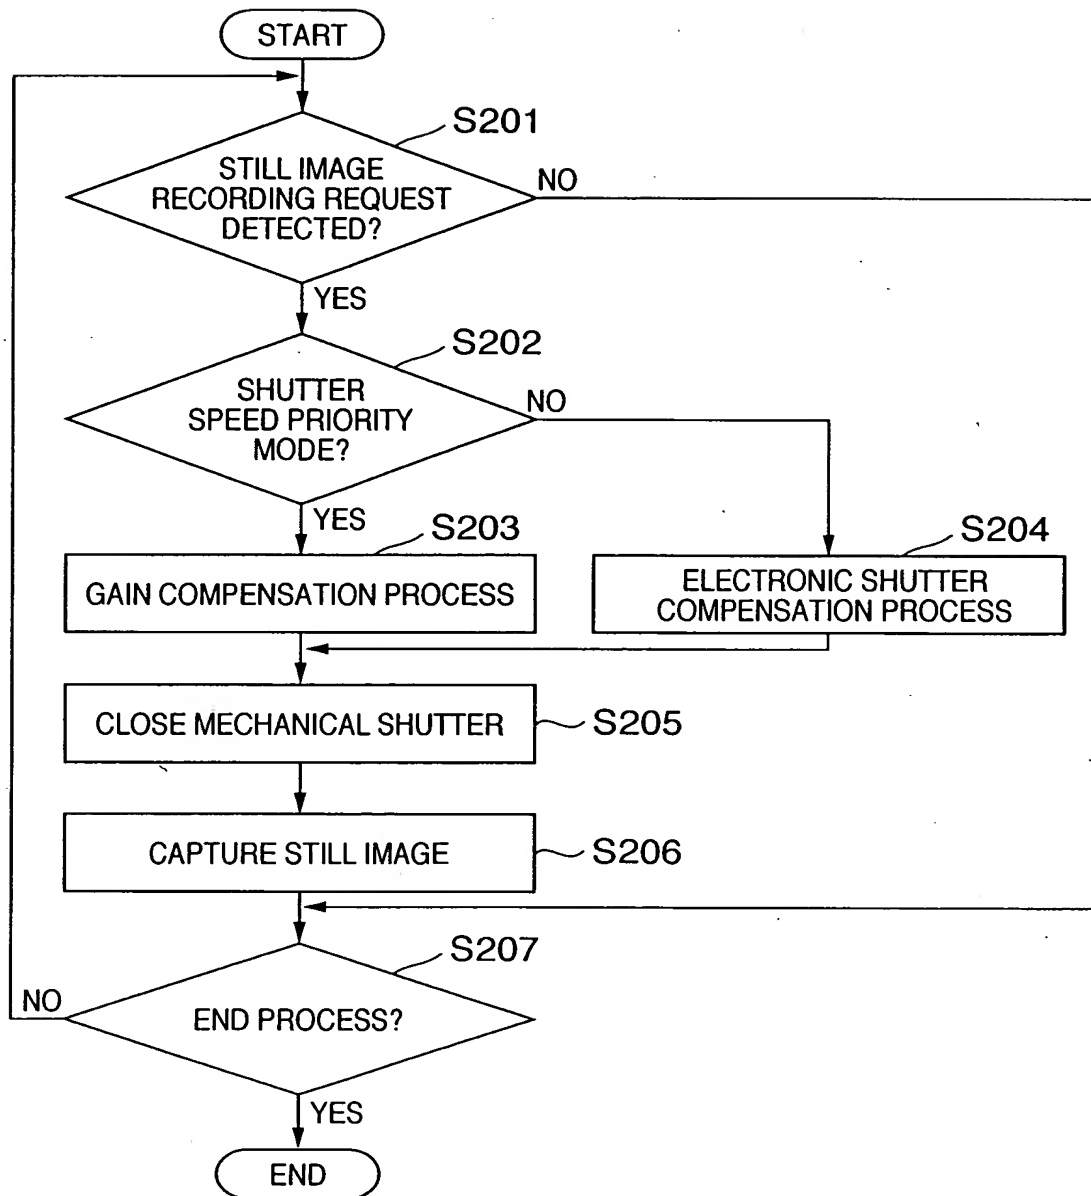 START
S201
STILL IMAGE
RECORDING REQUEST
DETECTED?
NO
YES
S202
SHUTTER
SPEED PRIORITY
MODE?
NO
YES
S203
GAIN COMPENSATION PROCESS
S204
ELECTRONIC SHUTTER
COMPENSATION PROCESS
CLOSE MECHANICAL SHUTTER
S205
CAPTURE STILL IMAGE
S206
S207
NO
END PROCESS?
YES
END